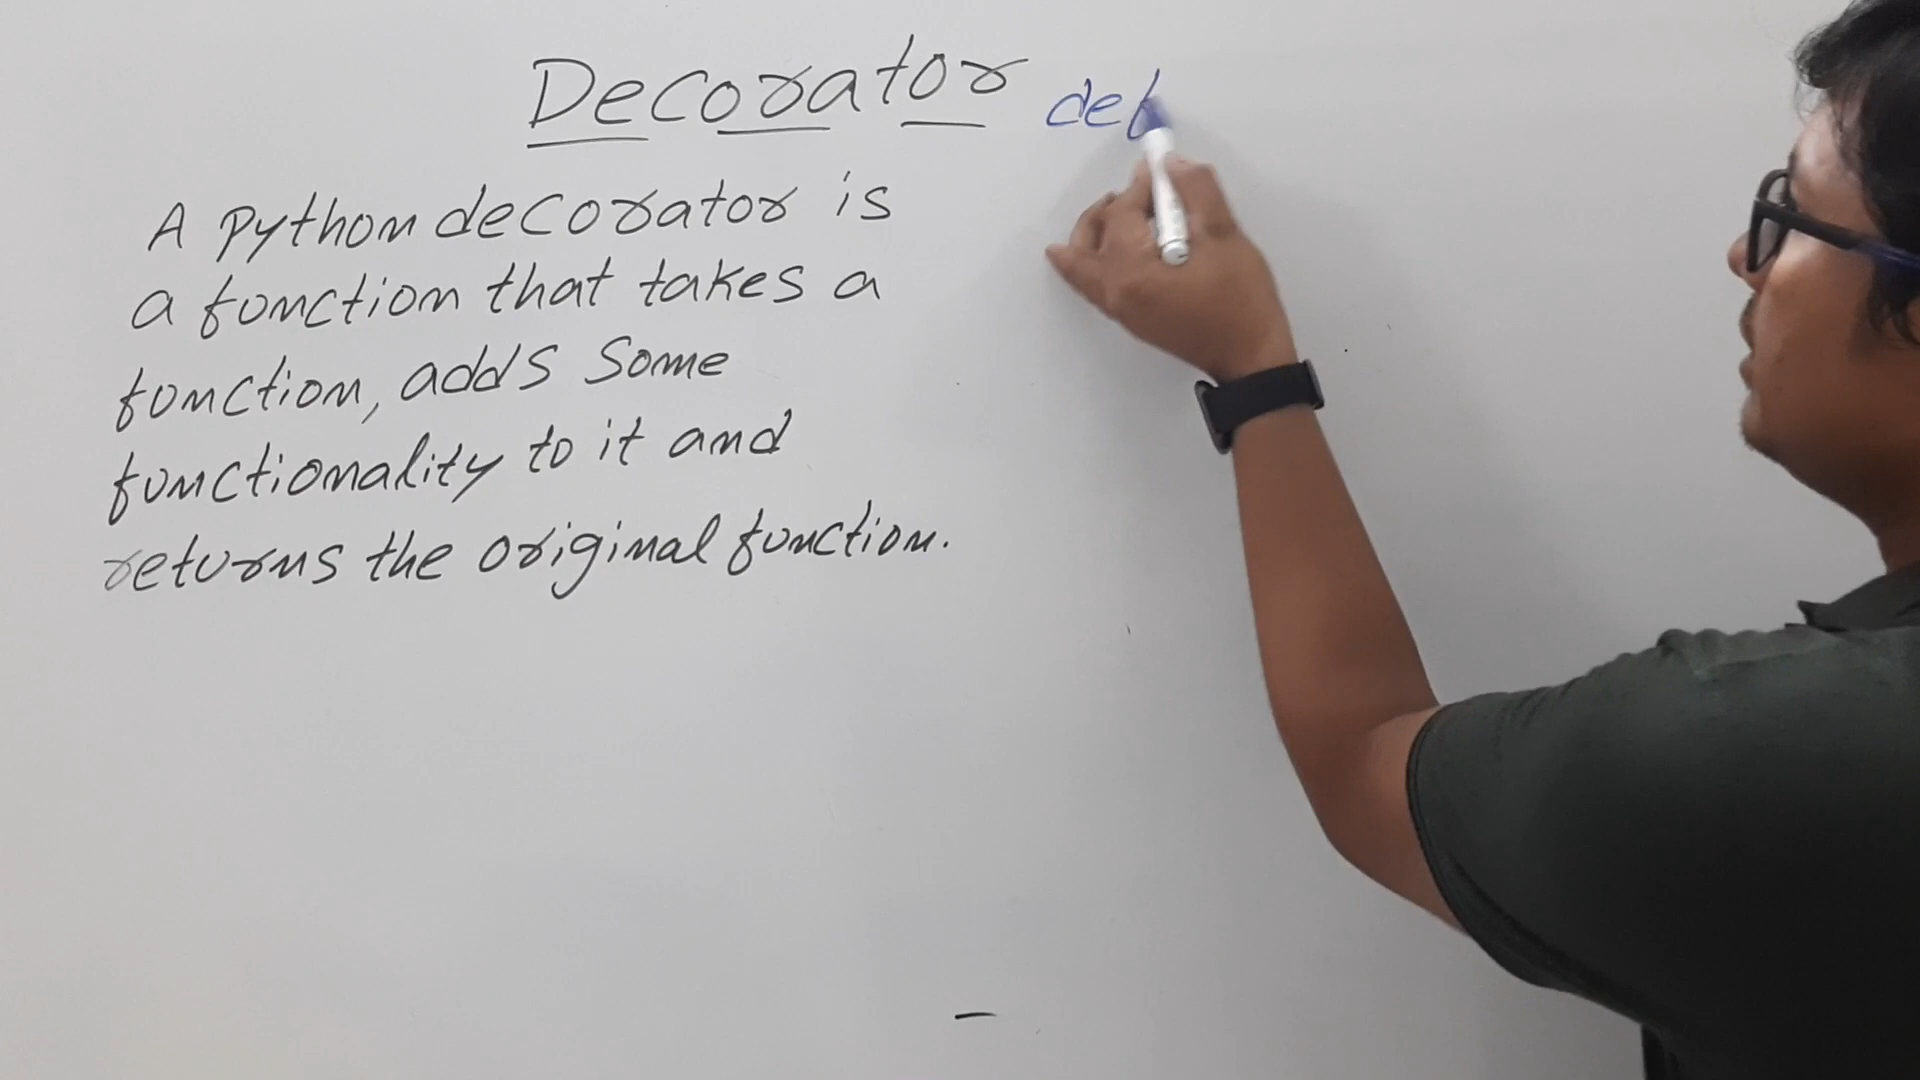 Decorator def
A Python decorator is
a function that takes a
function, adds some
functionality to it and
returns the original function.